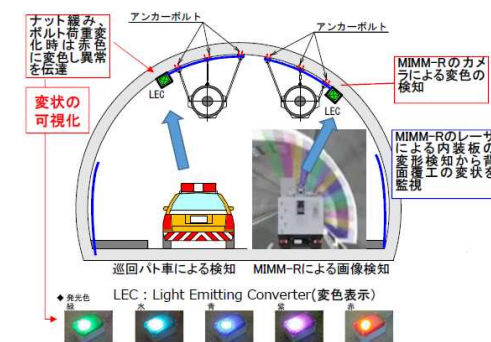 ナット緩み、
ボルト荷重変
化時は赤色
に変色し異常
を伝達
変状の
可視化
アンカーボルト
アンカーボルト
LEC
LEC
MIMM-Rのカメ
ラによる変色の
検知
MIMM-Rのレーザ
による内装板の
変形検知から背
面覆工の変状を
監視
巡回パト車による検知
MIMM-Rによる画像検知
LEC : Light Emitting Converter(変色表示)
◆ 発光色
緑
水
青
紫
赤